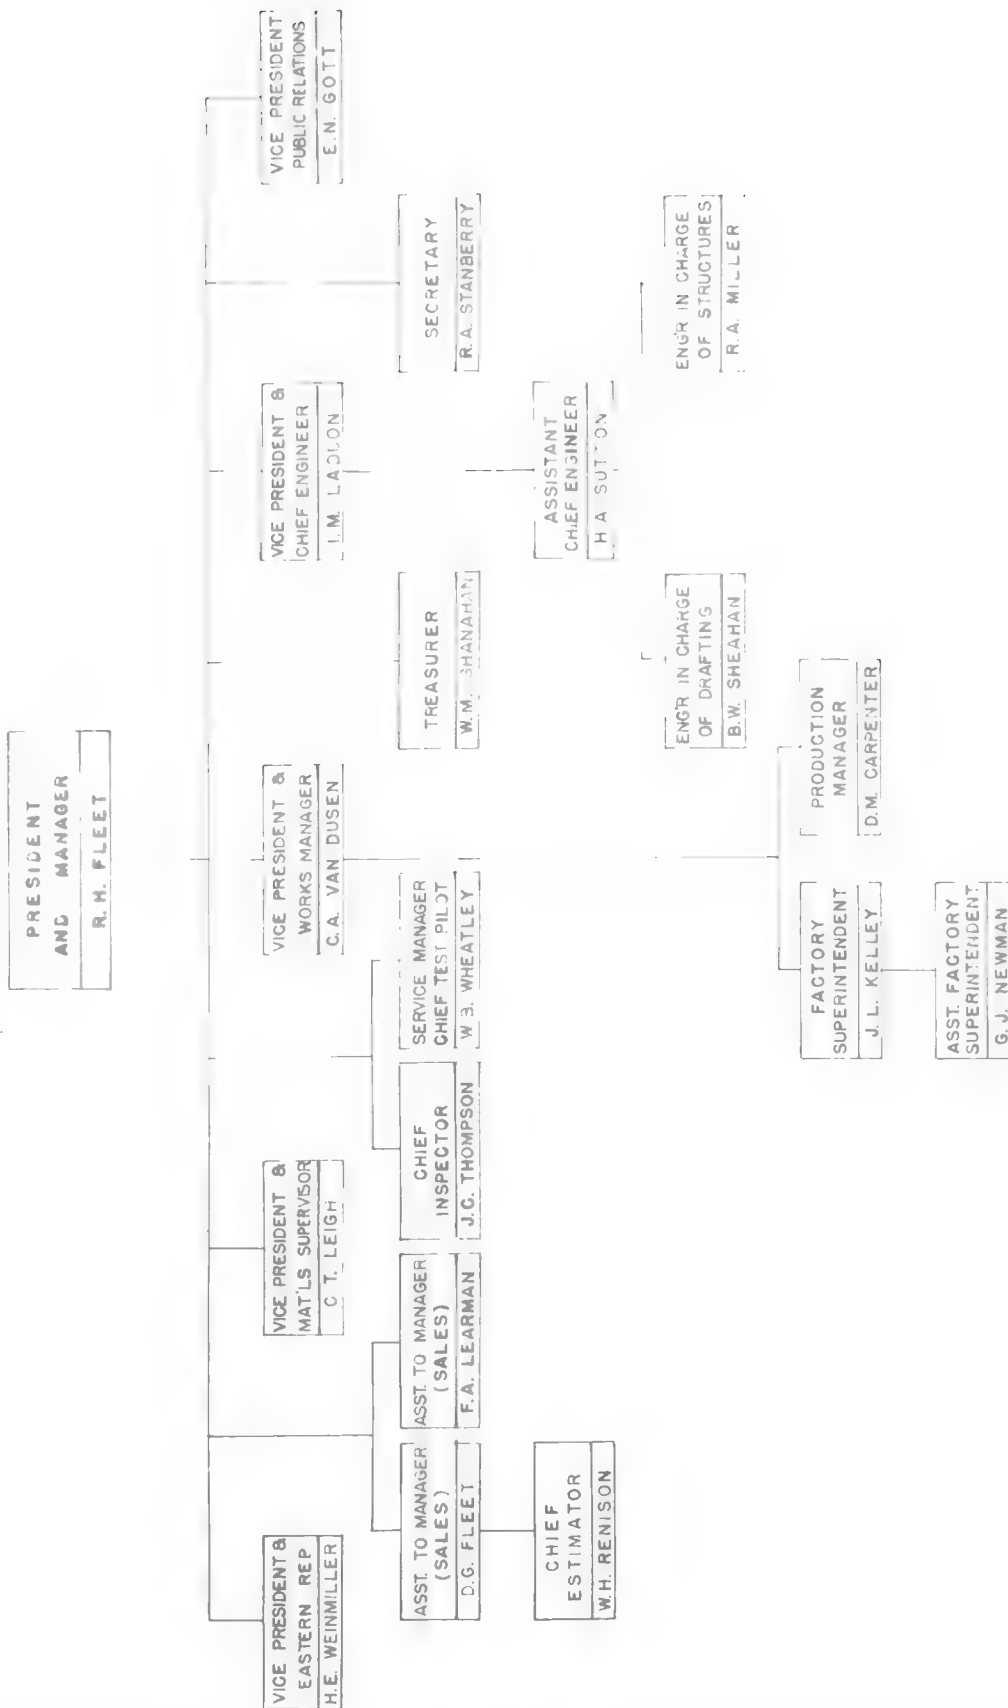 PRESIDENT
AND MANAGER
R. H. FLEET
VICE PRESIDENT &
EASTERN REP
H.E. WEINMILLER
VICE PRESIDENT &
MAT'LS SUPERVISOR
C T. LEIGH
VICE PRESIDENT &
WORKS MANAGER
C.A. VAN DUSEN
VICE PRESIDENT &
CHIEF ENGINEER
I.M. LADDON
VICE PRESIDENT
PUBLIC RELATIONS
E.N. GOTT
ASST. TO MANAGER
(SALES)
D.G. FLEET
ASST. TO MANAGER
(SALES)
F.A. LEARMAN
CHIEF
INSPECTOR
J.C. THOMPSON
SERVICE MANAGER
CHIEF TEST PILOT
W B. WHEATLEY
TREASURER
W.M. SHANAHAN
SECRETARY
R.A. STANBERRY
CHIEF
ESTIMATOR
W.H. RENISON
ASSISTANT
CHIEF ENGINEER
H A SUTTON
ENG'R IN CHARGE
OF DRAFTING
B.W. SHEAHAN
ENG'R IN CHARGE
OF STRUCTURES
R.A. MILLER
FACTORY
SUPERINTENDENT
J. L. KELLEY
PRODUCTION
MANAGER
D.M. CARPENTER
ASST. FACTORY
SUPERINTENDENT
G. J. NEWMAN